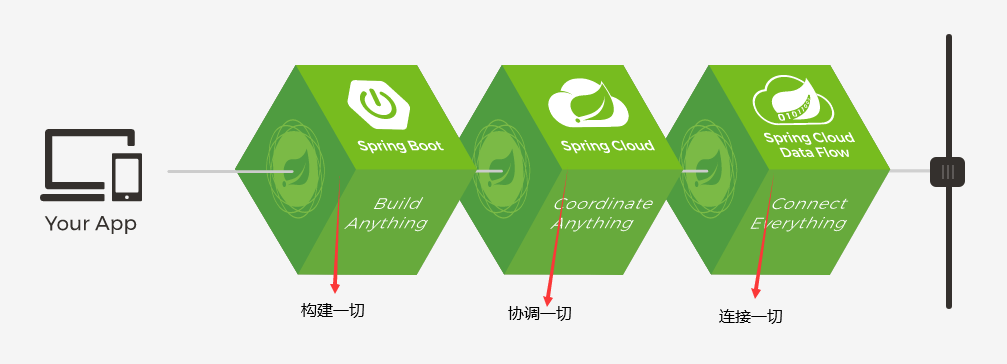 Your App
Spring Boot
Build
Anything
构建一切
Spring Cloud
Coordinate
Anything
协调一切
Spring Cloud
Data Flow
010110
Connect
Everything
连接一切